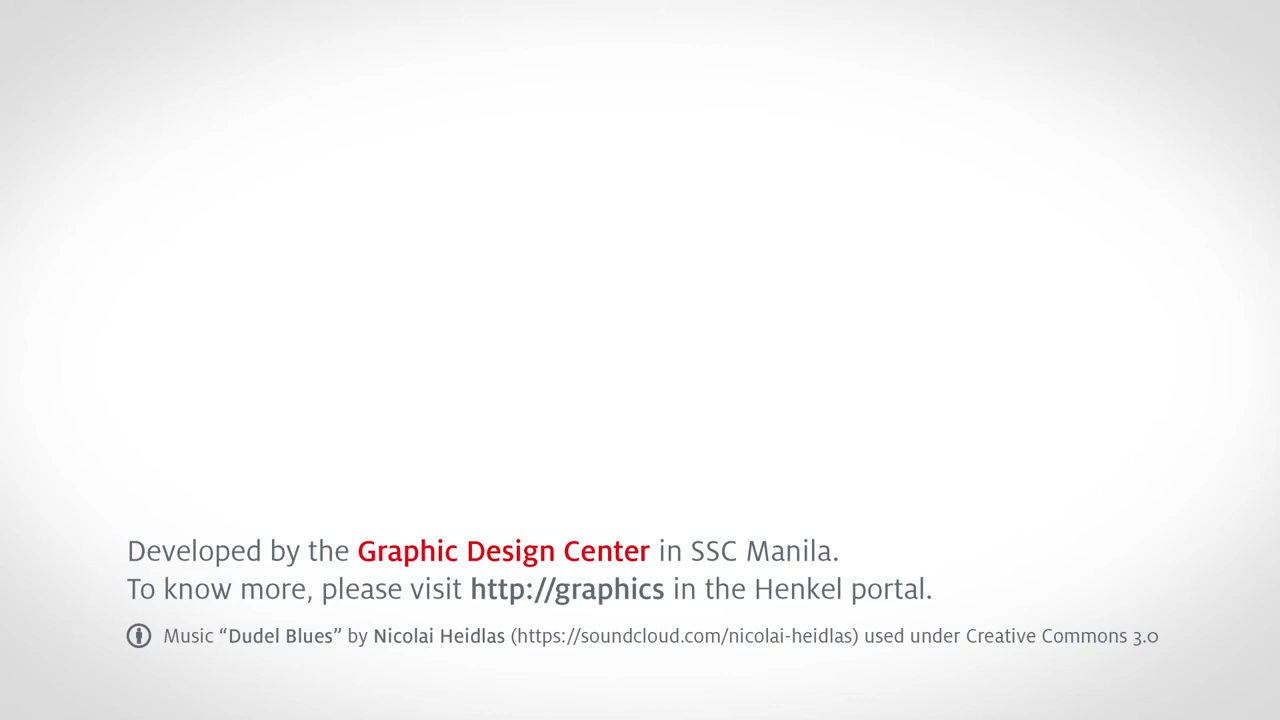 Developed by the Graphic Design Center in SSC Manila.
To know more, please visit http://graphics in the Henkel portal.
Music “Dudel Blues” by Nicolai Heidlas (https://soundcloud.com/nicolai-heidlas) used under Creative Commons 3.0